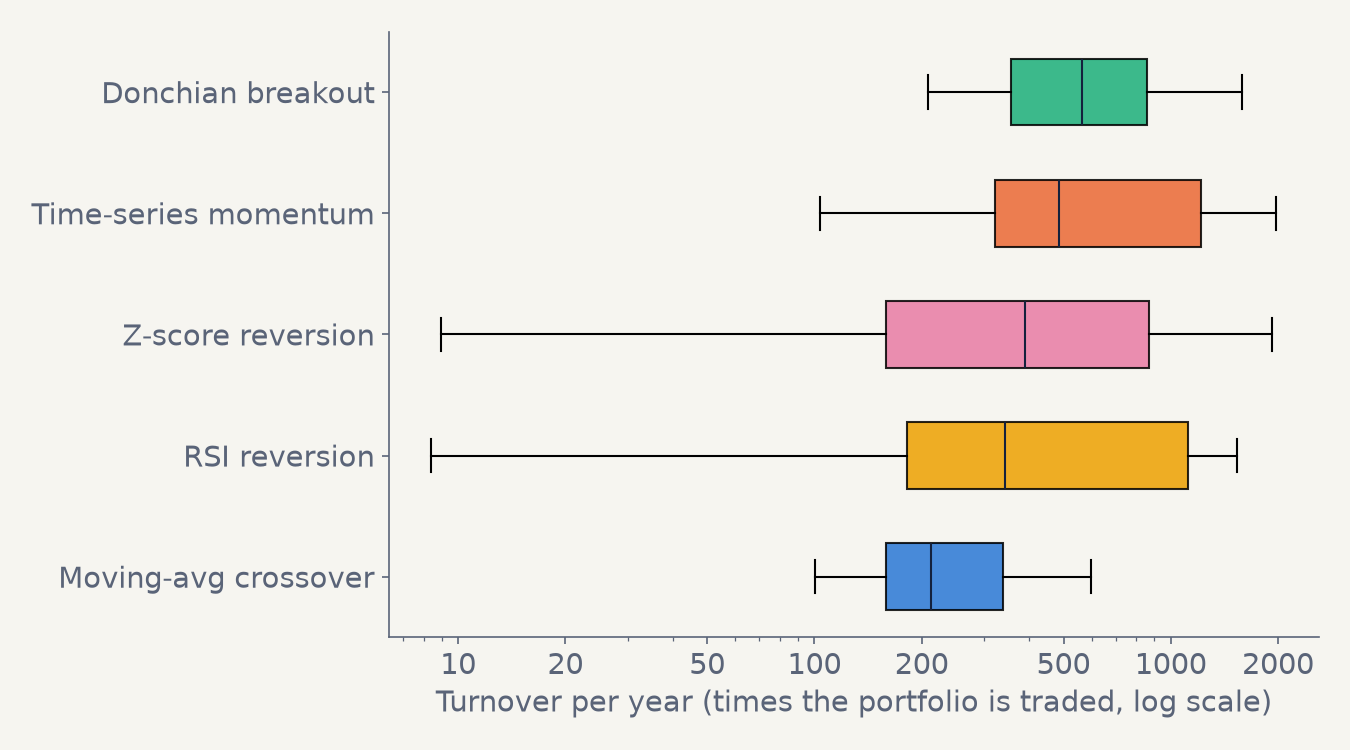 Donchian breakout
Time-series momentum
Z-score reversion
RSI reversion
Moving-avg crossover
10 20 50 100 200 500 1000 2000
Turnover per year (times the portfolio is traded, log scale)